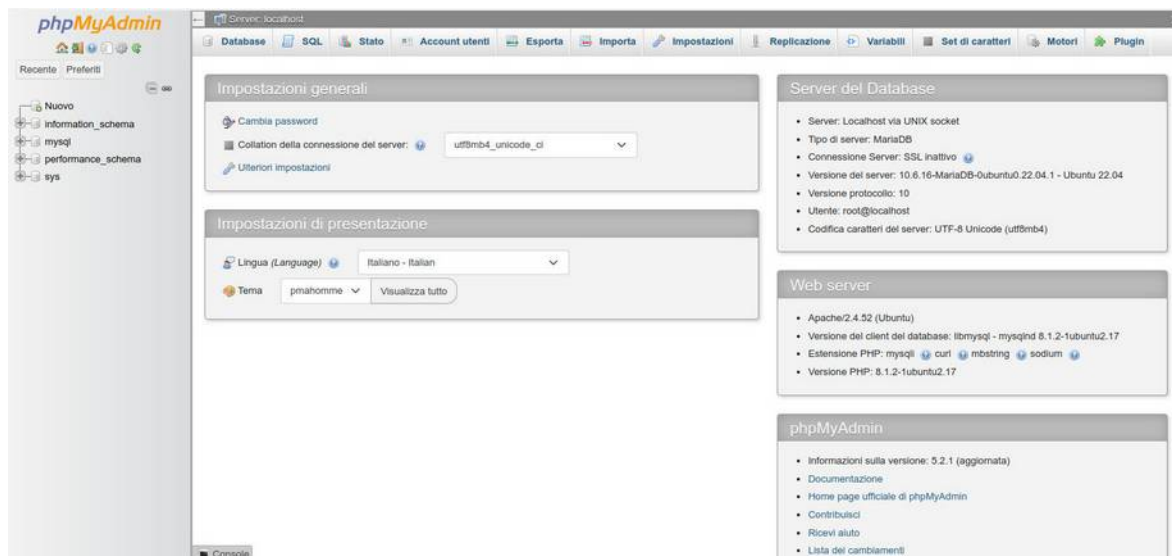 phpMyAdmin
Recente Preferiti
Nuovo
information_schema
mysql
performance_schema
sys
Server: localhost
Database SQL Stato Account utenti Esporta Importa Impostazioni Replicazione Variabili Set di caratteri Motori Plugin
Impostazioni generali
Cambia password
Collation della connessione del server: utf8mb4_unicode_ci
Ulteriori impostazioni
Impostazioni di presentazione
Lingua (Language) Italiano - Italian
Tema pmahomme Visualizza tutto
Server del Database
Server: Localhost via UNIX socket
Tipo di server: MariaDB
Connessione Server: SSL inattivo
Versione del server: 10.6.16-MariaDB-0ubuntu0.22.04.1 - Ubuntu 22.04
Versione protocollo: 10
Utente: root@localhost
Codifica caratteri del server: UTF-8 Unicode (utf8mb4)
Web server
Apache/2.4.52 (Ubuntu)
Versione del client del database: libmysql - mysqlnd 8.1.2-1ubuntu2.17
Estensione PHP: mysqli curl mbstring sodium
Versione PHP: 8.1.2-1ubuntu2.17
phpMyAdmin
Informazioni sulla versione: 5.2.1 (aggiornata)
Documentazione
Home page ufficiale di phpMyAdmin
Contribuisci
Ricevi aiuto
Lista dei cambiamenti
Console